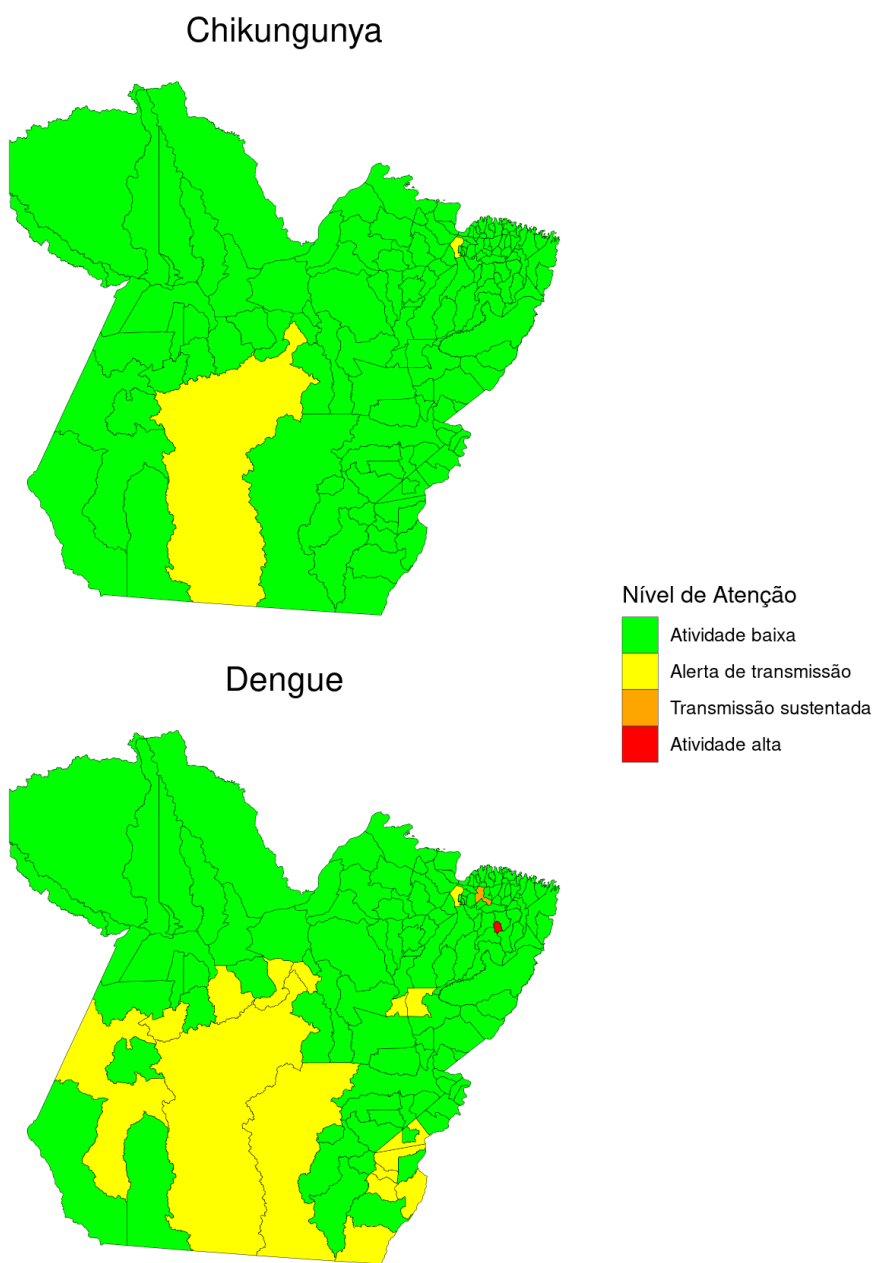 Chikungunya
Nível de Atenção
Atividade baixa
Alerta de transmissão
Transmissão sustentada
Atividade alta
Dengue